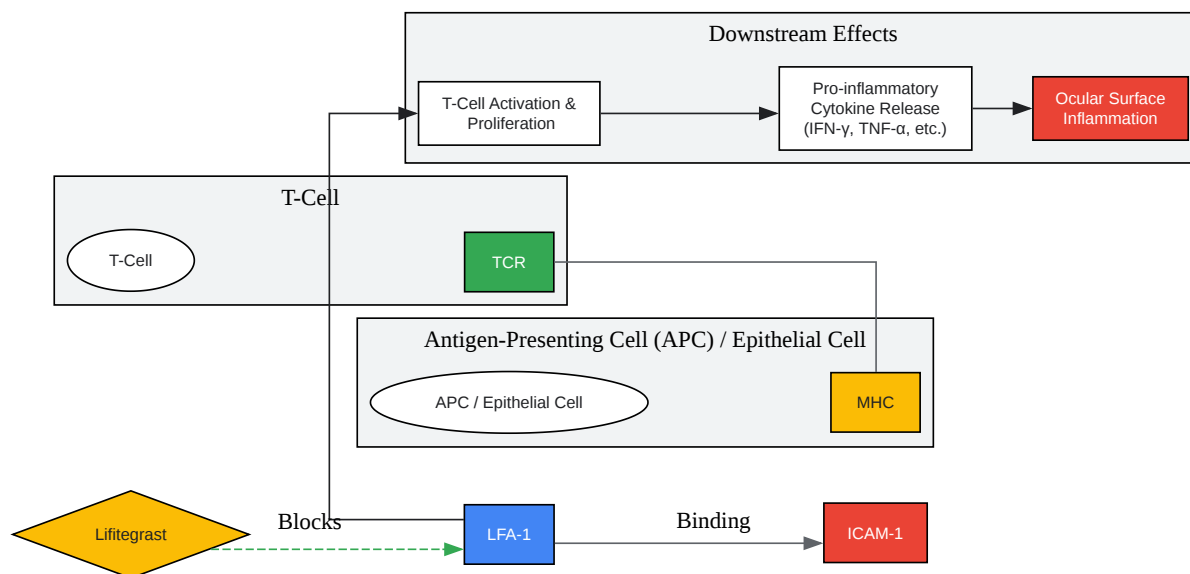 Downstream Effects
T-Cell Activation &
Proliferation
Pro-inflammatory
Cytokine Release
(IFN-γ, TNF-α, etc.)
Ocular Surface
Inflammation
T-Cell
T-Cell
TCR
Antigen-Presenting Cell (APC) / Epithelial Cell
APC / Epithelial Cell
MHC
Lifitegrast
Blocks
LFA-1
Binding
ICAM-1